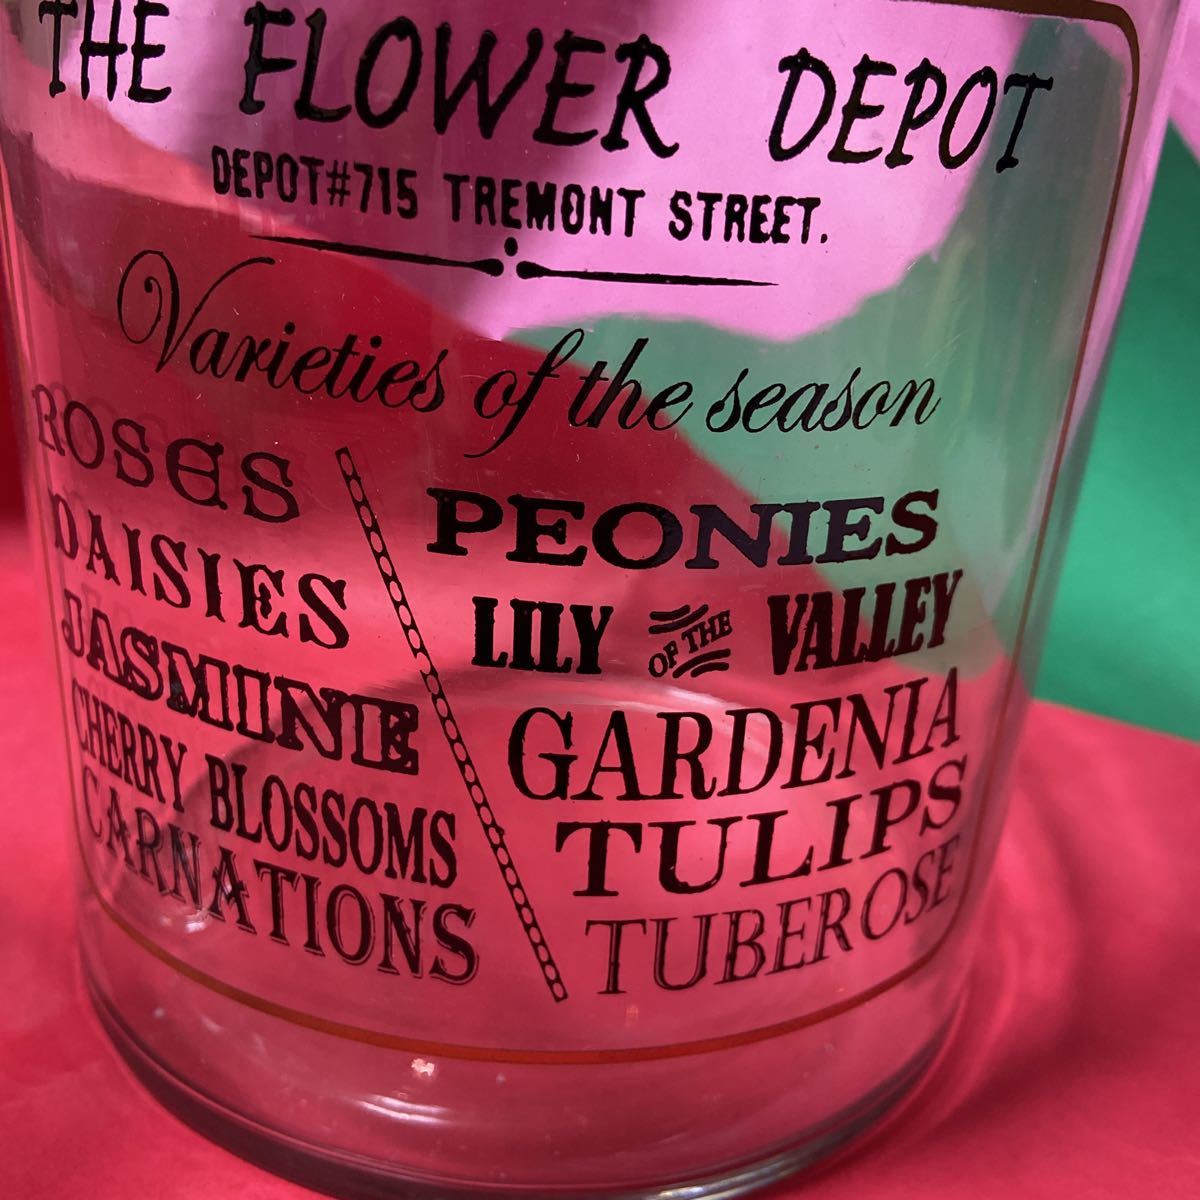 THE FLOWER DEPOT
DEPOT#715 TREMONT STREET.
Varieties of the season
ROSES
DAISIES
JASMINE
CHERRY BLOSSOMS
CARNATIONS
PEONIES
LILY OF THE VALLEY
GARDENIA
TULIPS
TUBEROSE